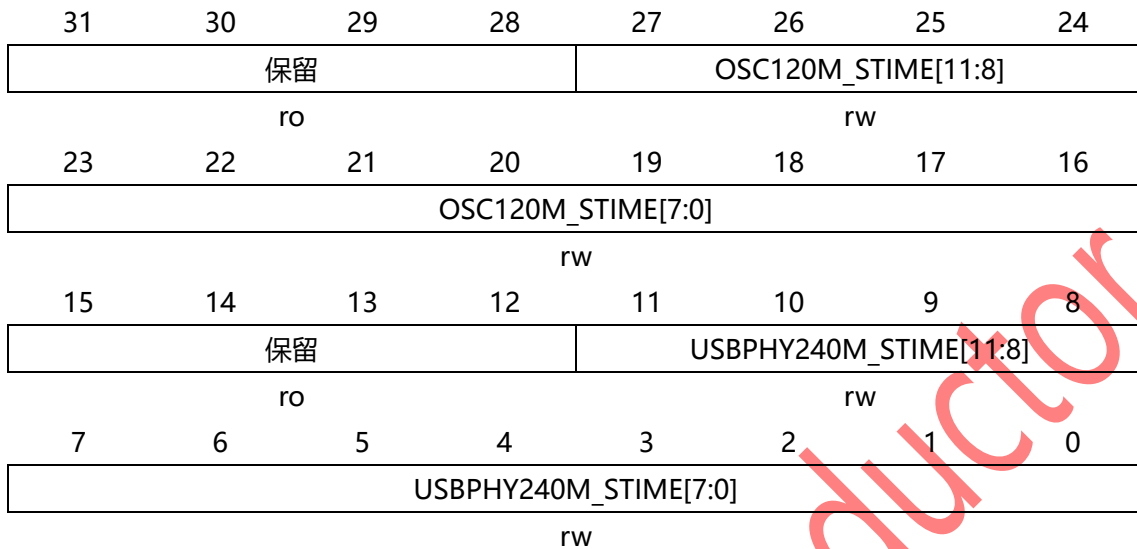 31 30 29 28 27 26 25 24
保留 OSC120M_STIME[11:8]
ro rw
23 22 21 20 19 18 17 16
OSC120M_STIME[7:0]
rw
15 14 13 12 11 10 9 8
保留 USBPHY240M_STIME[11:8]
ro rw
7 6 5 4 3 2 1 0
USBPHY240M_STIME[7:0]
rw
ductor